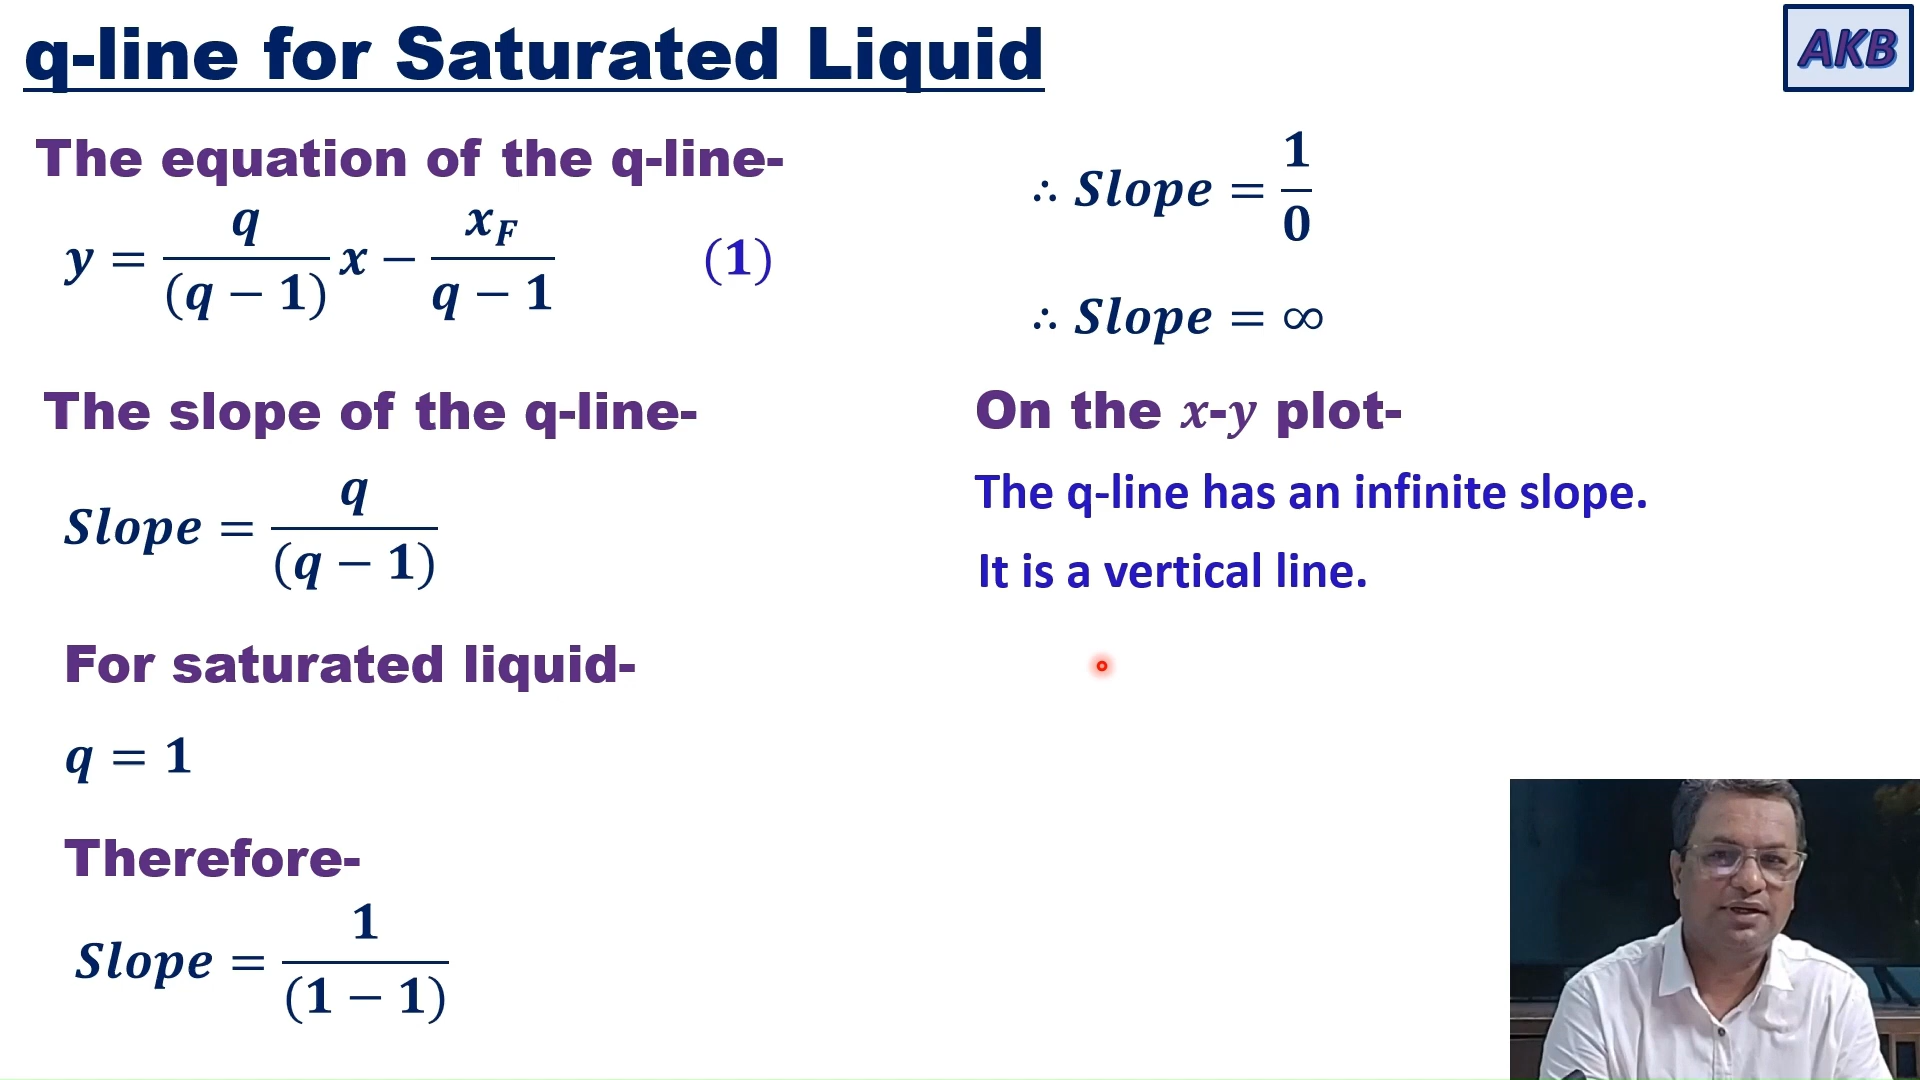 q-line for Saturated Liquid
AKB
The equation of the q-line-
y = q/(q − 1) x − x_F/(q − 1) (1)
The slope of the q-line-
Slope = q/(q − 1)
For saturated liquid-
q = 1
Therefore-
Slope = 1/(1 − 1)
∴ Slope = 1/0
∴ Slope = ∞
On the x-y plot-
The q-line has an infinite slope.
It is a vertical line.